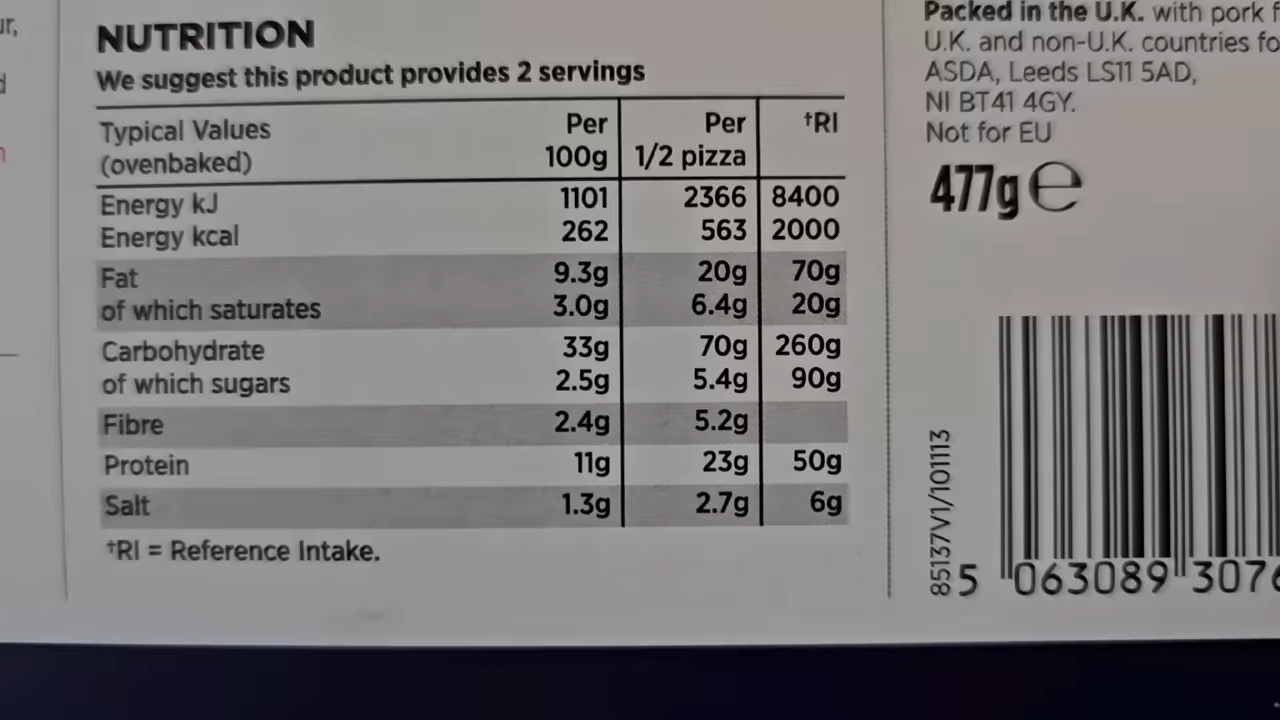 NUTRITION
We suggest this product provides 2 servings
Typical Values (ovenbaked) Per 100g Per 1/2 pizza †RI
Energy kJ 1101 2366 8400
Energy kcal 262 563 2000
Fat 9.3g 20g 70g
of which saturates 3.0g 6.4g 20g
Carbohydrate 33g 70g 260g
of which sugars 2.5g 5.4g 90g
Fibre 2.4g 5.2g
Protein 11g 23g 50g
Salt 1.3g 2.7g 6g
†RI = Reference Intake.
Packed in the U.K. with pork
U.K. and non-U.K. countries
ASDA, Leeds LS11 5AD,
NI BT41 4GY.
Not for EU
477g e
85137V1/101113
5 063089 307